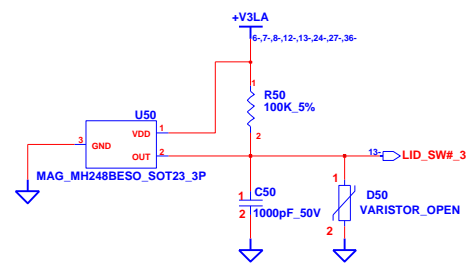 +V3LA
6-,7-,8-,12-,13-,24-,27-,36-
1
R50
100K_5%
2
U50
VDD
1
3
GND
OUT
2
MAG_MH248BESO_SOT23_3P
13-
LID_SW#_3
1
C50
2
1000pF_50V
1
D50
VARISTOR_OPEN
2